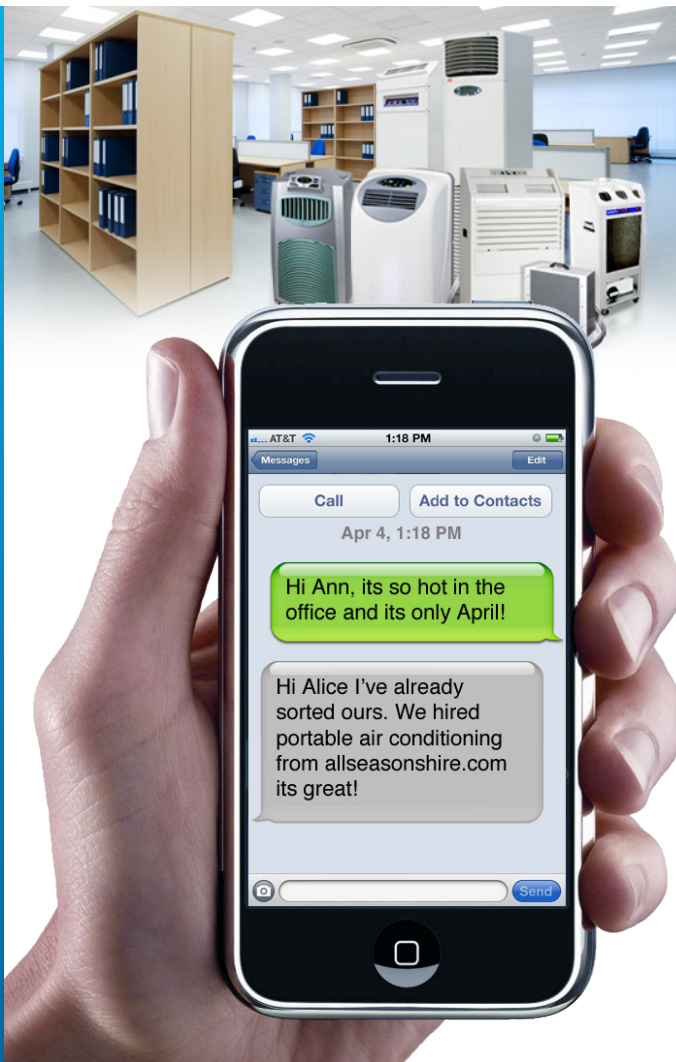 AT&T
1:18 PM
Messages
Edit
Call
Add to Contacts
Apr 4, 1:18 PM
Hi Ann, its so hot in the
office and its only April!
Hi Alice I've already
sorted ours. We hired
portable air conditioning
from allseasonshire.com
its great!
Send